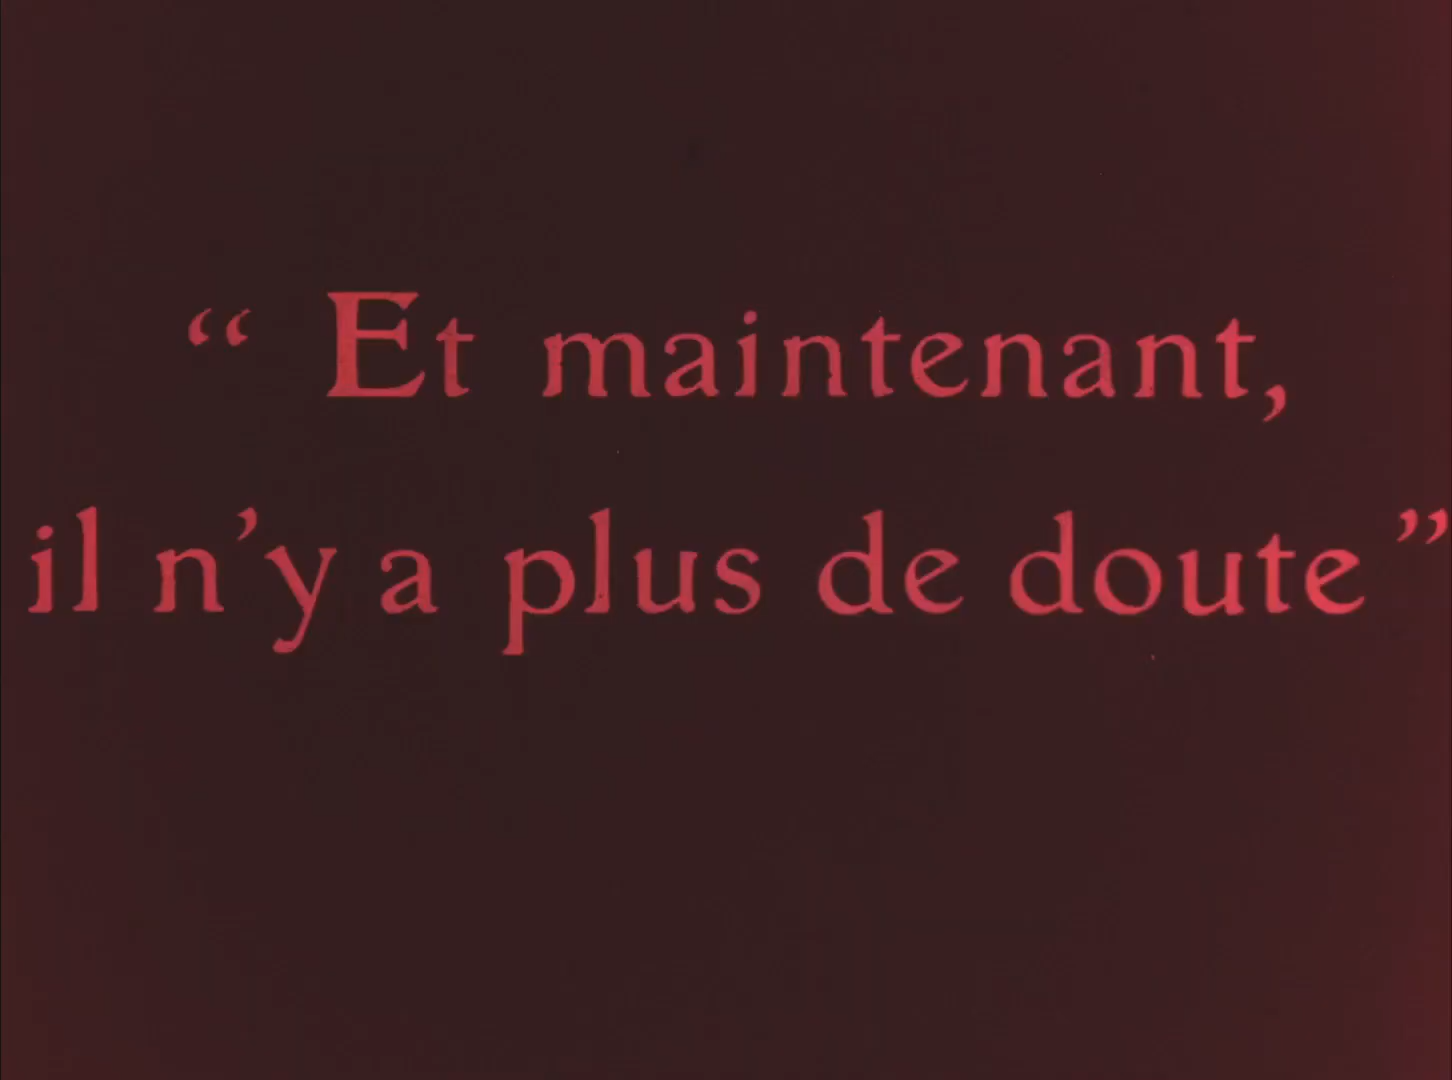 “ Et maintenant,
il n’y a plus de doute ”